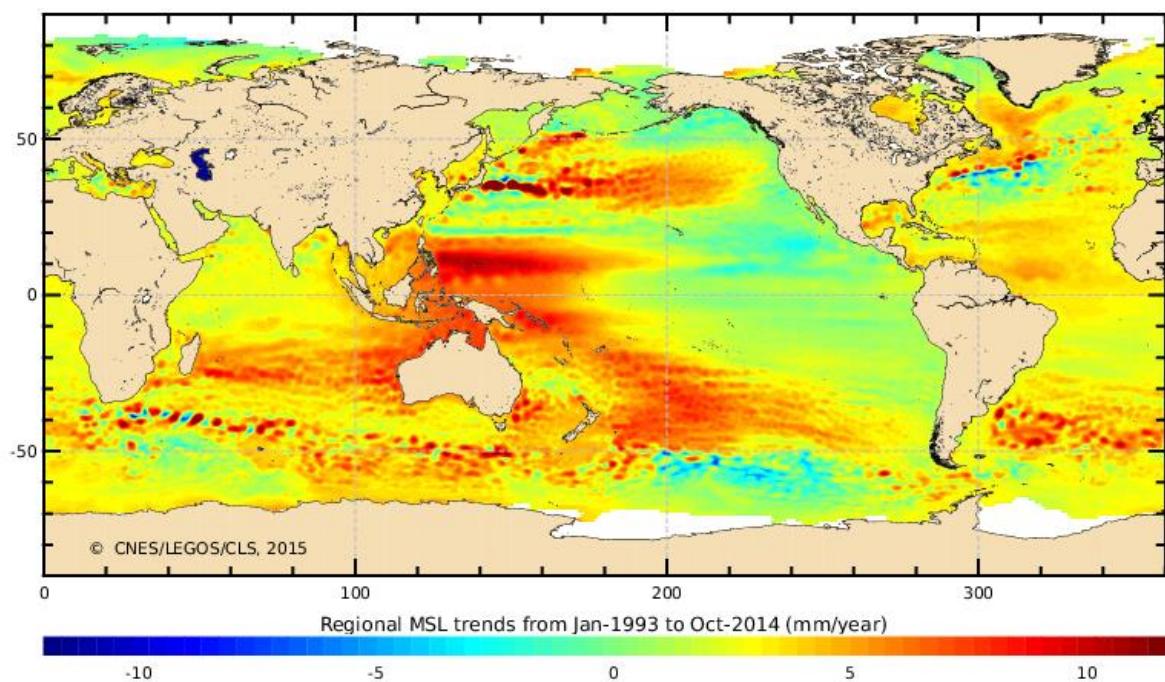 50
0
-50
© CNES/LEGOS/CLS, 2015
0 100 200 300
Regional MSL trends from Jan-1993 to Oct-2014 (mm/year)
-10 -5 0 5 10